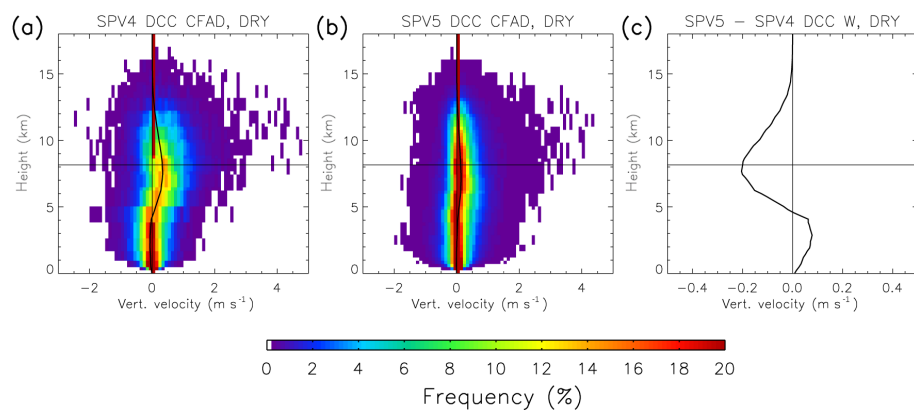 (a) SPV4 DCC CFAD, DRY
(b) SPV5 DCC CFAD, DRY
(c) SPV5 – SPV4 DCC W, DRY
Height (km)
15
10
5
0
−2 0 2 4
Vert. velocity (m s⁻¹)
Height (km)
15
10
5
0
−2 0 2 4
Vert. velocity (m s⁻¹)
Height (km)
15
10
5
0
−0.4 −0.2 0.0 0.2 0.4
Vert. velocity (m s⁻¹)
0 2 4 6 8 10 12 14 16 18 20
Frequency (%)